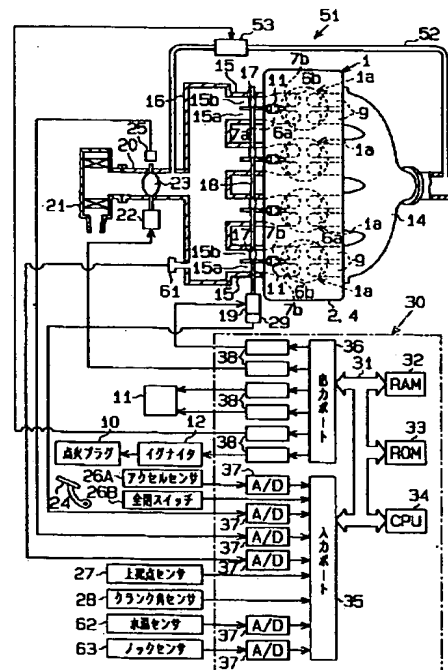 53
51
52
7b
1
15
17
16
15b
11
6b
1a
15a
9
25
20
7a
6a
1a
23
18
21
14
22
17
7b
6a
1a
15b
9
61
15a
11
1a
15
6b
2, 4
19
7b
30
29
38
36
31
32
RAM
11
38
出力ポート
33
10
12
38
ROM
点火プラグ
イグナイタ
26A
アクセルセンサ
37
A/D
34
24
26B
全閉スイッチ
A/D
CPU
37
A/D
37
入力ポート
A/D
27
上死点センサ
37
28
クランク角センサ
35
62
水温センサ
37
A/D
63
ノックセンサ
37
A/D
37